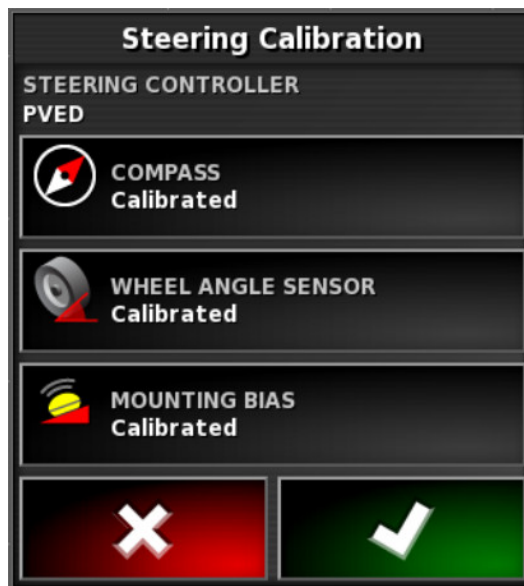 Steering Calibration
STEERING CONTROLLER
PVED
COMPASS
Calibrated
WHEEL ANGLE SENSOR
Calibrated
MOUNTING BIAS
Calibrated